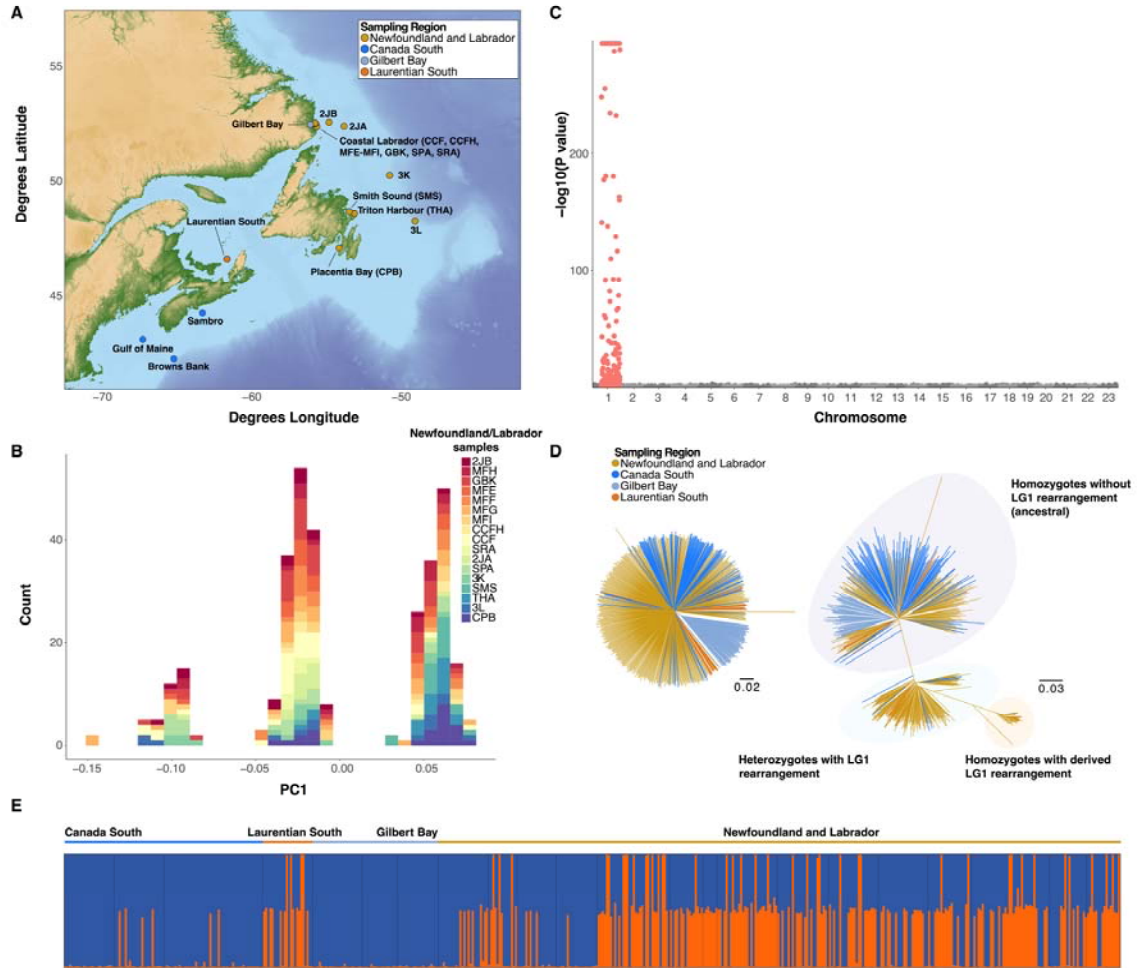 A
Sampling Region
Newfoundland and Labrador
Canada South
Gilbert Bay
Laurentian South
Degrees Latitude
55
50
45
2JB
2JA
Gilbert Bay
Coastal Labrador (CCF, CCFH,
MFE-MFI, GBK, SPA, SRA)
3K
Smith Sound (SMS)
Triton Harbour (THA)
3L
Laurentian South
Placentia Bay (CPB)
Sambro
Gulf of Maine
Browns Bank
−70 −60 −50
Degrees Longitude
C
−log10(P value)
200
100
1 2 3 4 5 6 7 8 9 10 11 12 13 14 15 16 17 18 19 20 21 22 23
Chromosome
B
Newfoundland/Labrador
samples
2JB
MFH
GBK
MFE
MFF
MFG
MFI
CCFH
CCF
SRA
2JA
SPA
3K
SMS
THA
3L
CPB
Count
40
20
0
−0.15 −0.10 −0.05 0.00 0.05
PC1
D
Sampling Region
Newfoundland and Labrador
Canada South
Gilbert Bay
Laurentian South
Homozygotes without
LG1 rearrangement
(ancestral)
0.02
0.03
Heterozygotes with LG1
rearrangement
Homozygotes with derived
LG1 rearrangement
E
Canada South Laurentian South Gilbert Bay Newfoundland and Labrador